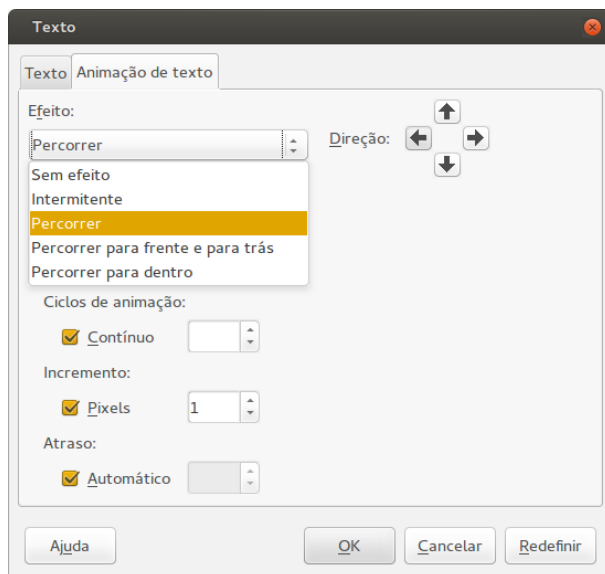 Texto
Texto Animação de texto
Efeito:
Percorrer
Direção:
Sem efeito
Intermitente
Percorrer
Percorrer para frente e para trás
Percorrer para dentro
Ciclos de animação:
Contínuo
Incremento:
Pixels 1
Atraso:
Automático
Ajuda OK Cancelar Redefinir